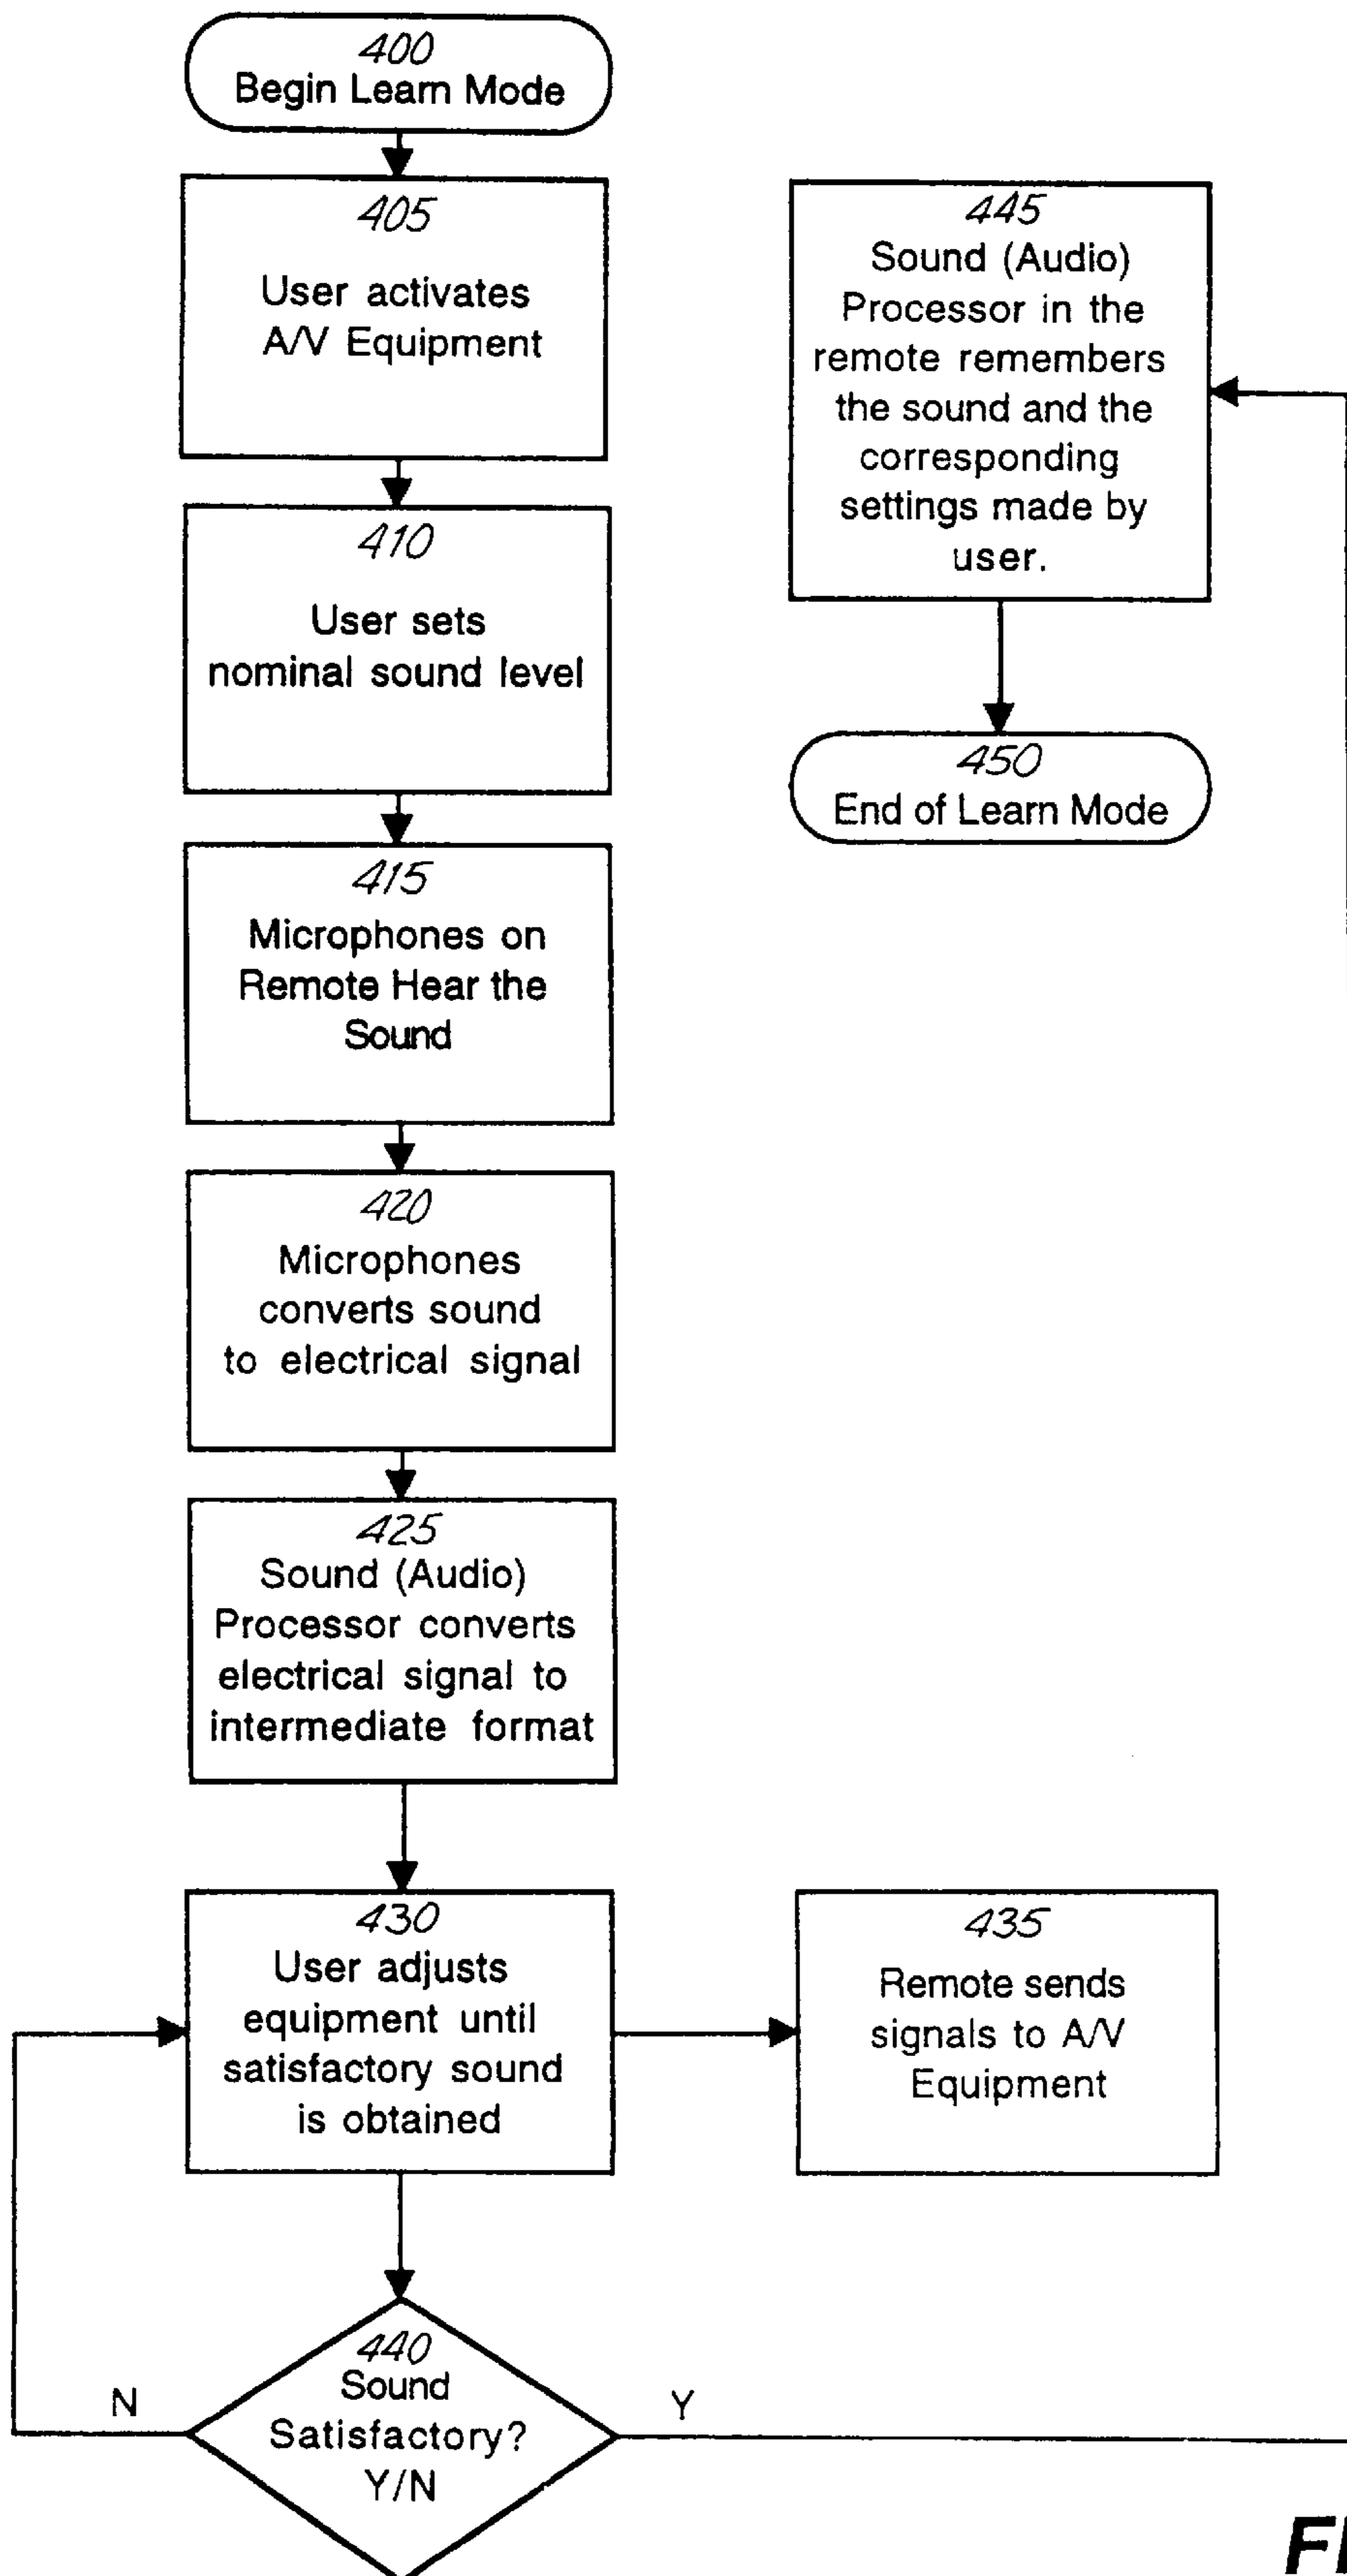 400
Begin Learn Mode
405
User activates
A/V Equipment
410
User sets
nominal sound level
415
Microphones on
Remote Hear the
Sound
420
Microphones
converts sound
to electrical signal
425
Sound (Audio)
Processor converts
electrical signal to
intermediate format
430
User adjusts
equipment until
satisfactory sound
is obtained
435
Remote sends
signals to A/V
Equipment
440
Sound
Satisfactory?
Y/N
N
Y
445
Sound (Audio)
Processor in the
remote remembers
the sound and the
corresponding
settings made by
user.
450
End of Learn Mode